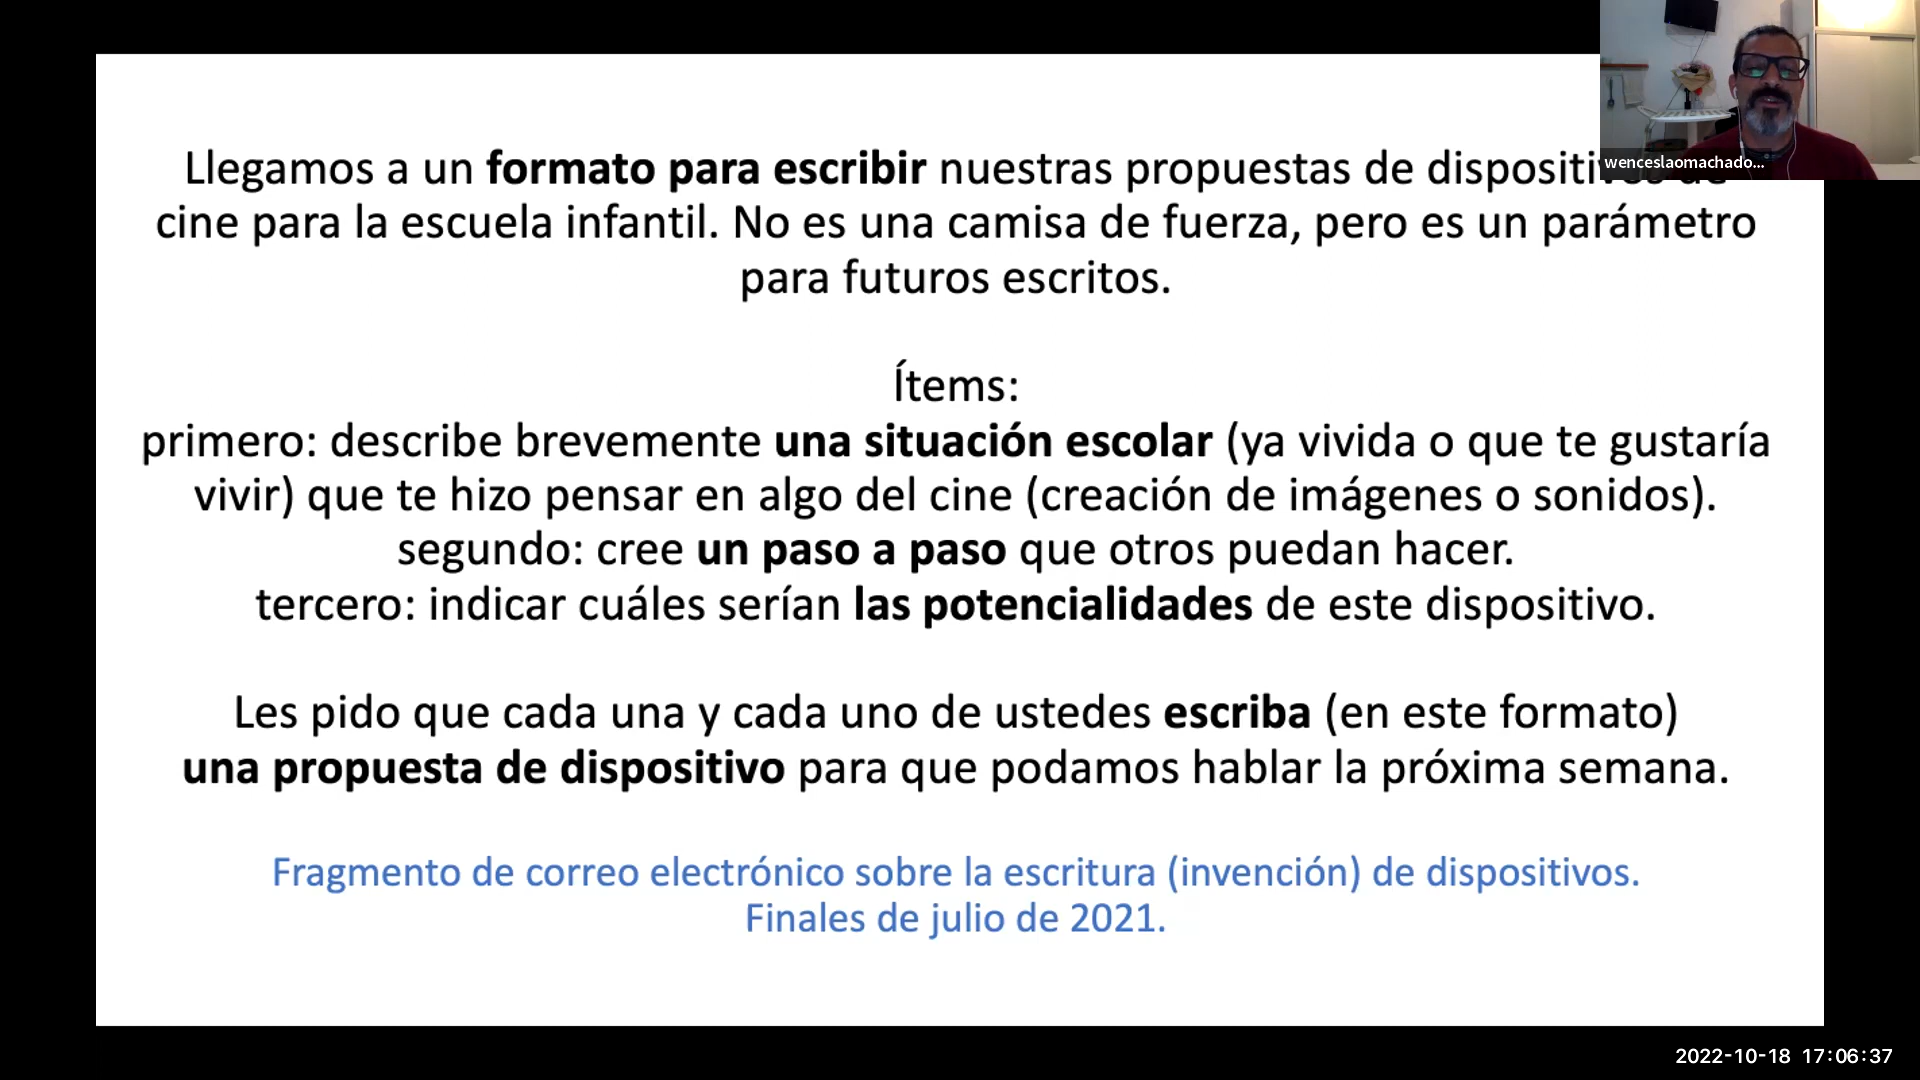 Llegamos a un formato para escribir nuestras propuestas de dispositivos de
cine para la escuela infantil. No es una camisa de fuerza, pero es un parámetro
para futuros escritos.
Ítems:
primero: describe brevemente una situación escolar (ya vivida o que te gustaría
vivir) que te hizo pensar en algo del cine (creación de imágenes o sonidos).
segundo: cree un paso a paso que otros puedan hacer.
tercero: indicar cuáles serían las potencialidades de este dispositivo.
Les pido que cada una y cada uno de ustedes escriba (en este formato)
una propuesta de dispositivo para que podamos hablar la próxima semana.
Fragmento de correo electrónico sobre la escritura (invención) de dispositivos.
Finales de julio de 2021.
wenceslaomachado...
2022-10-18 17:06:37